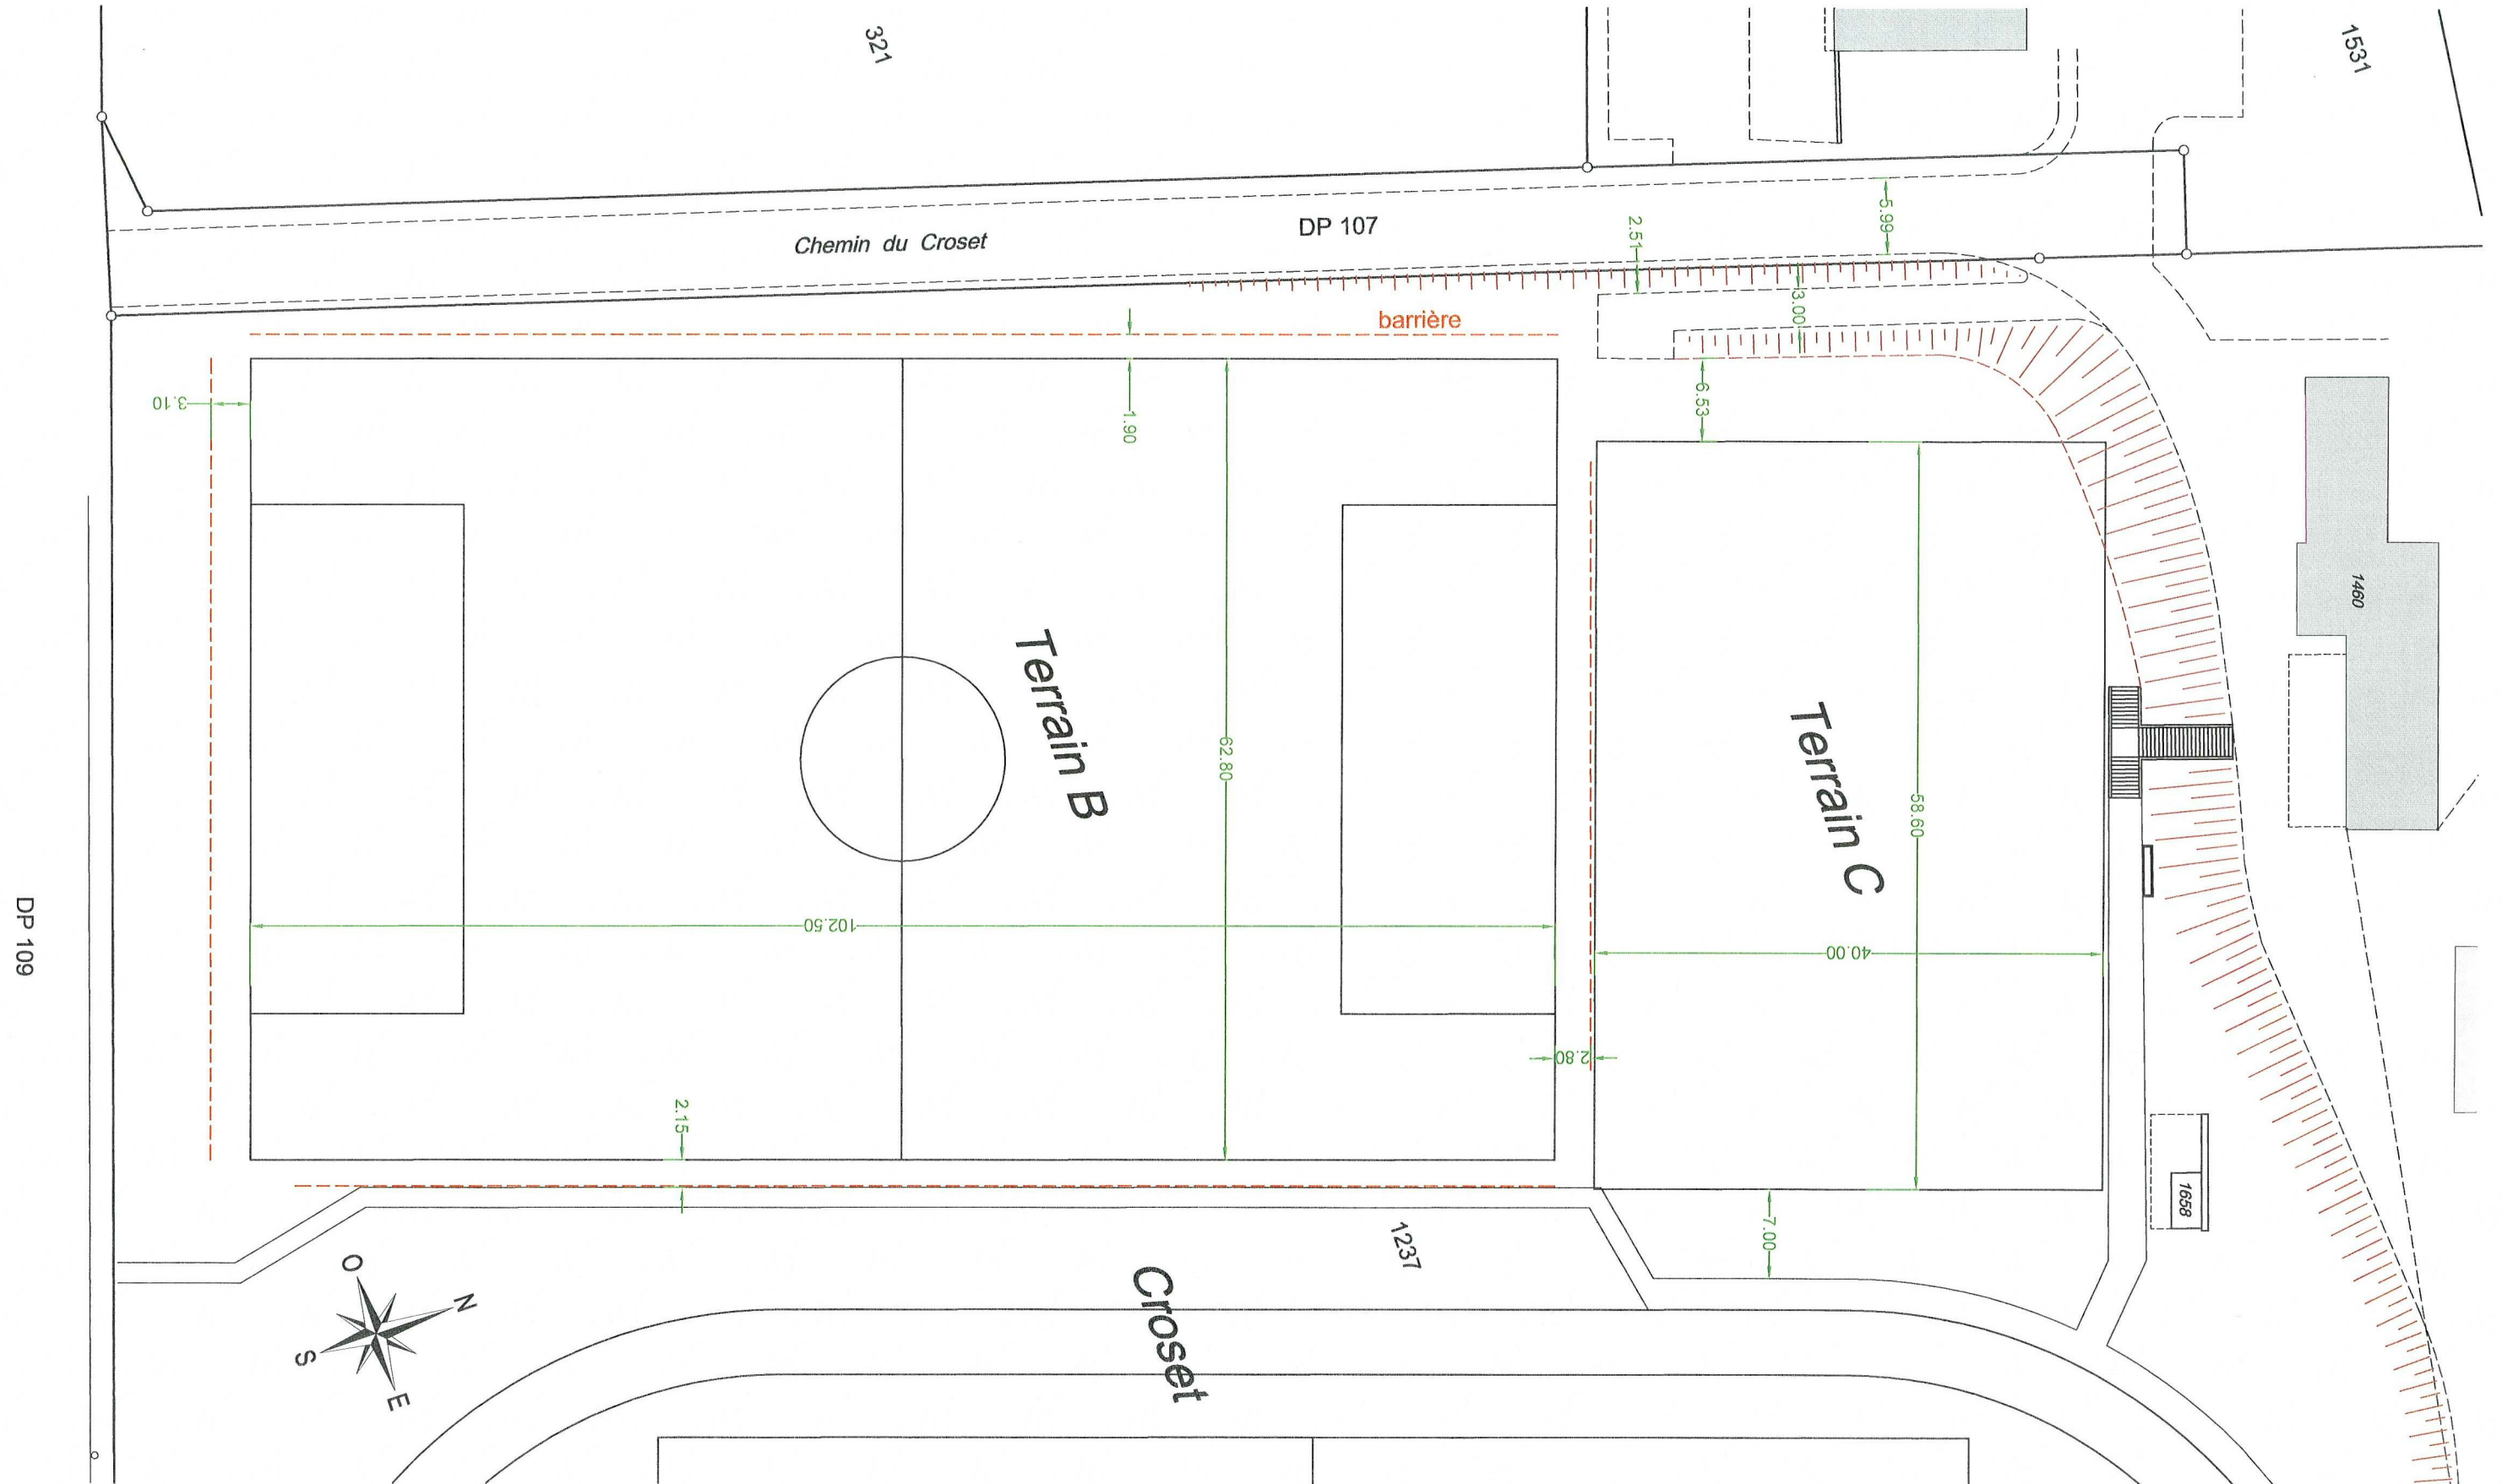 321
1531
DP 107
Chemin du Croset
5.99
2.51
3.00
barrière
3.10
1.90
6.53
1460
Terrain B
Terrain C
62.80
58.60
102.50
40.00
DP 109
2.80
2.15
1658
7.00
1237
Croset
O
N
S
E